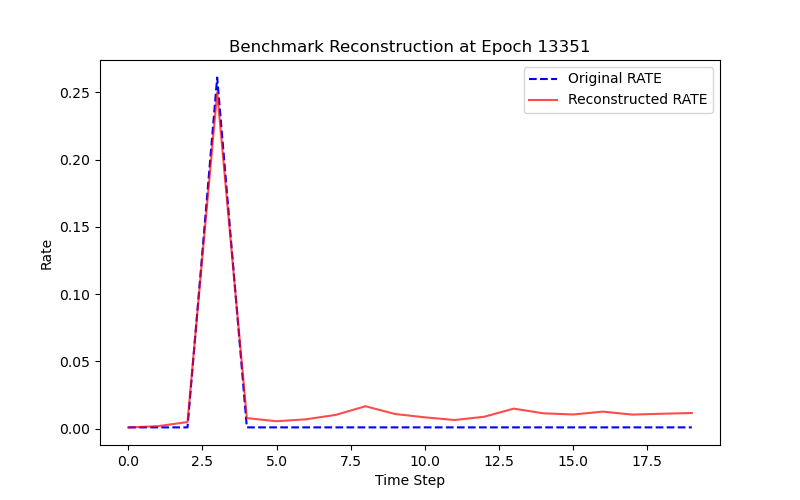 Benchmark Reconstruction at Epoch 13351
Original RATE
Reconstructed RATE
Rate
0.25
0.20
0.15
0.10
0.05
0.00
0.0 2.5 5.0 7.5 10.0 12.5 15.0 17.5
Time Step